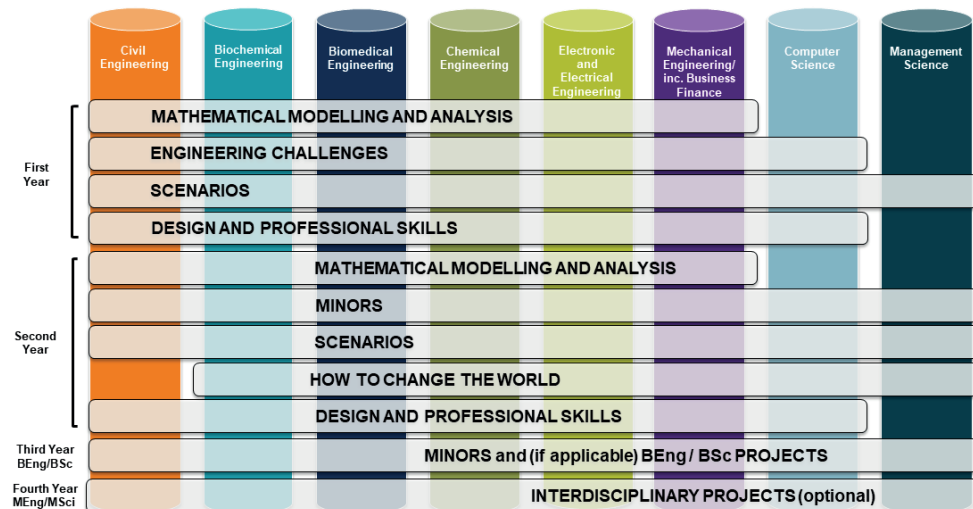 Civil
Engineering
Biochemical
Engineering
Biomedical
Engineering
Chemical
Engineering
Electronic
and
Electrical
Engineering
Mechanical
Engineering/
inc. Business
Finance
Computer
Science
Management
Science
First
Year
MATHEMATICAL MODELLING AND ANALYSIS
ENGINEERING CHALLENGES
SCENARIOS
DESIGN AND PROFESSIONAL SKILLS
Second
Year
MATHEMATICAL MODELLING AND ANALYSIS
MINORS
SCENARIOS
HOW TO CHANGE THE WORLD
DESIGN AND PROFESSIONAL SKILLS
Third Year
BEng/BSc
MINORS and (if applicable) BEng / BSc PROJECTS
Fourth Year
MEng/MSci
INTERDISCIPLINARY PROJECTS (optional)